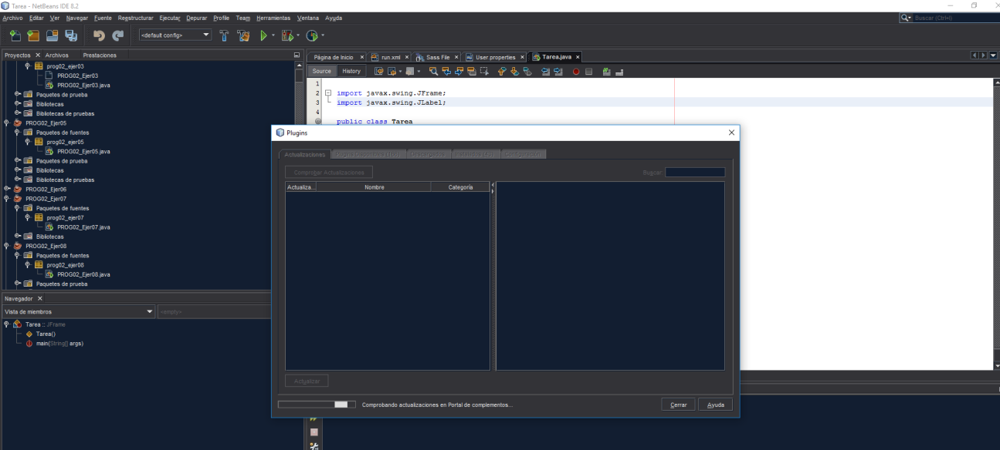 Tarea - NetBeans IDE 8.2
Archivo Editar Ver Navegar Fuente Reestructurar Ejecutar Depurar Profile Team Herramientas Ventana Ayuda
Buscar (Ctrl+I)
<default config>
Proyectos Archivos Prestaciones
prog02_ejer03
PROG02_Ejer03
PROG02_Ejer03.java
Paquetes de prueba
Bibliotecas
Bibliotecas de pruebas
PROG02_Ejer05
Paquetes de fuentes
prog02_ejer05
PROG02_Ejer05.java
Paquetes de prueba
Bibliotecas
Bibliotecas de pruebas
PROG02_Ejer06
PROG02_Ejer07
Paquetes de fuentes
prog02_ejer07
PROG02_Ejer07.java
Bibliotecas
PROG02_Ejer08
Paquetes de fuentes
prog02_ejer08
PROG02_Ejer08.java
Paquetes de prueba
Navegador
Vista de miembros
<empty>
Tarea :: JFrame
Tarea()
main(String[] args)
Página de Inicio run.xml Sass File User.properties Tarea.java
Source History
1
2 import javax.swing.JFrame;
3 import javax.swing.JLabel;
4
public class Tarea
Plugins
Actualizaciones
Configuración
Comprobar Actualizaciones
Buscar:
Actualiza... Nombre Categoría
Actualizar
Comprobando actualizaciones en Portal de complementos...
Cerrar Ayuda